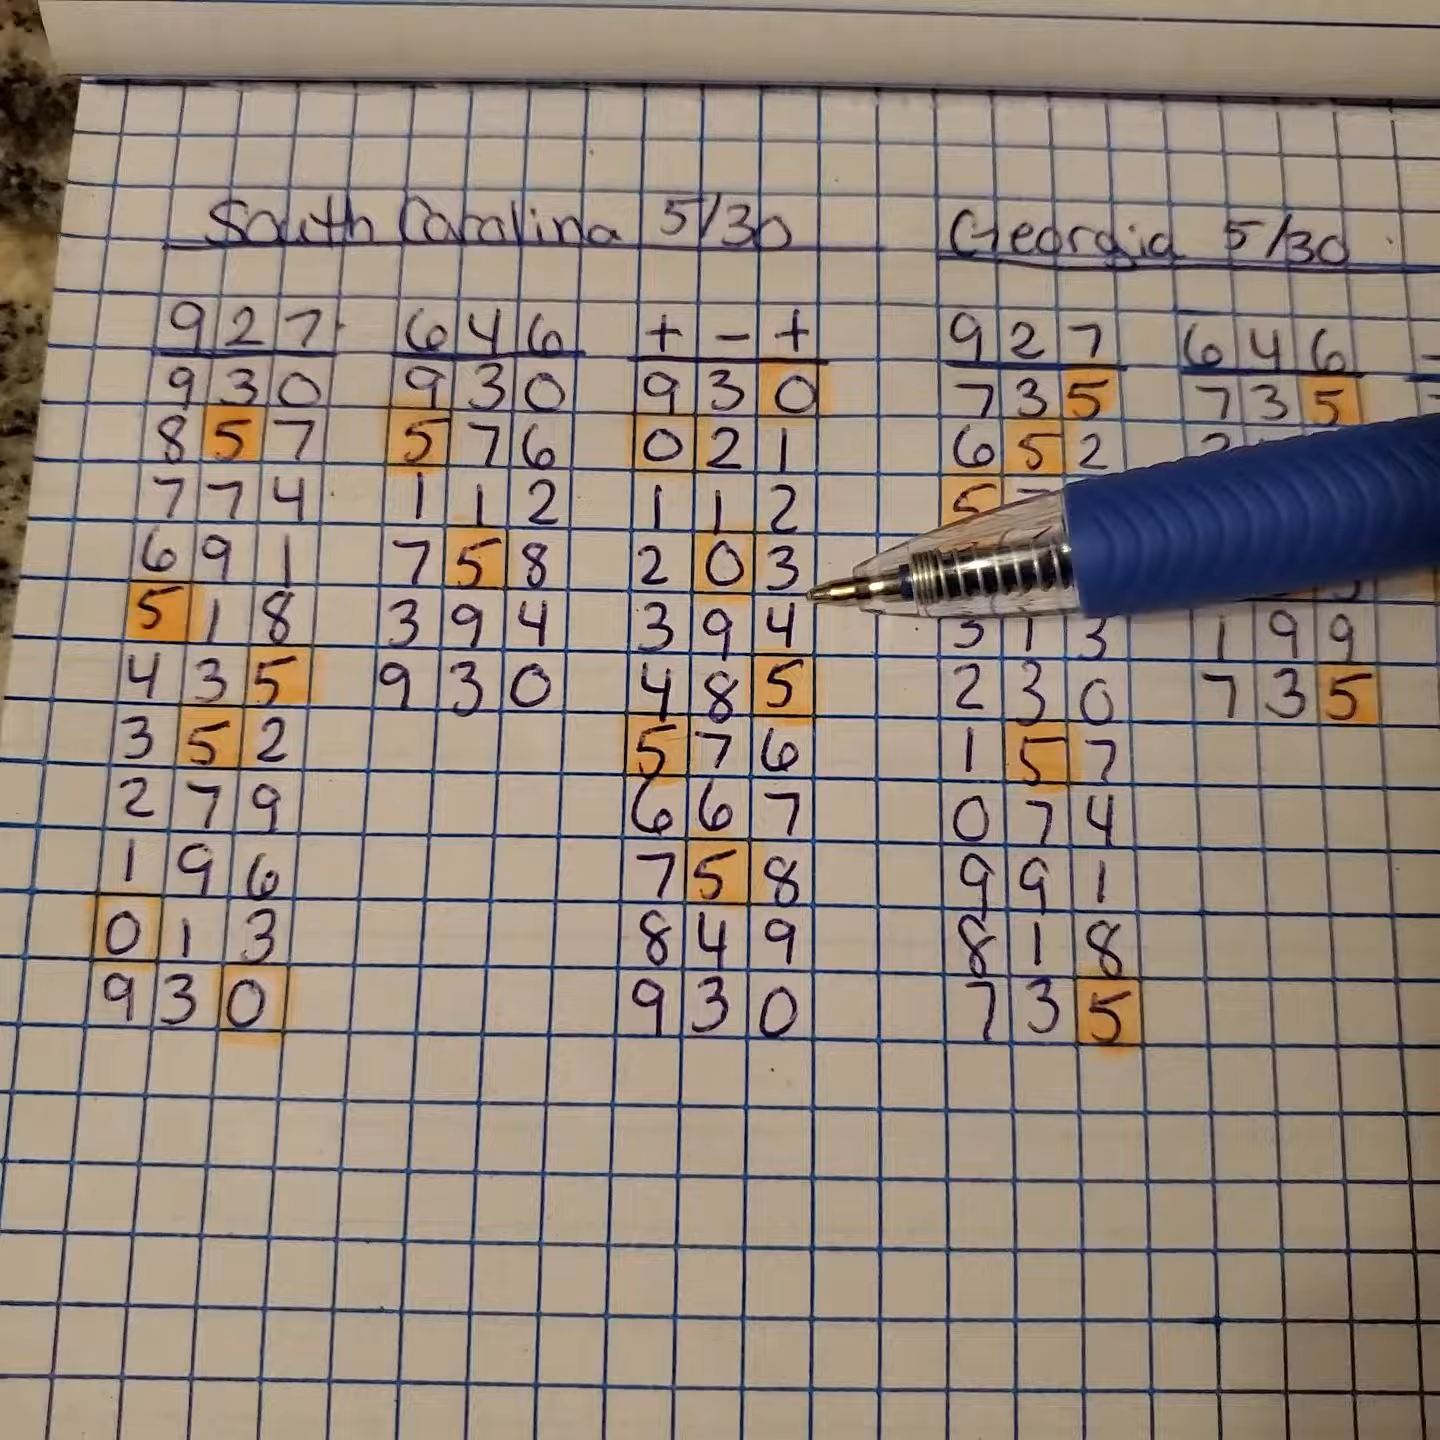 South Carolina 5/30 Georgia 5/30
927 646 + - + 927 646
930 930 930 735 735
857 576 021 652
774 112 112 5
691 758 203
518 394 394 313 199
435 930 485 230 735
352 576 157
279 667 074
196 758 991
013 849 818
930 930 735